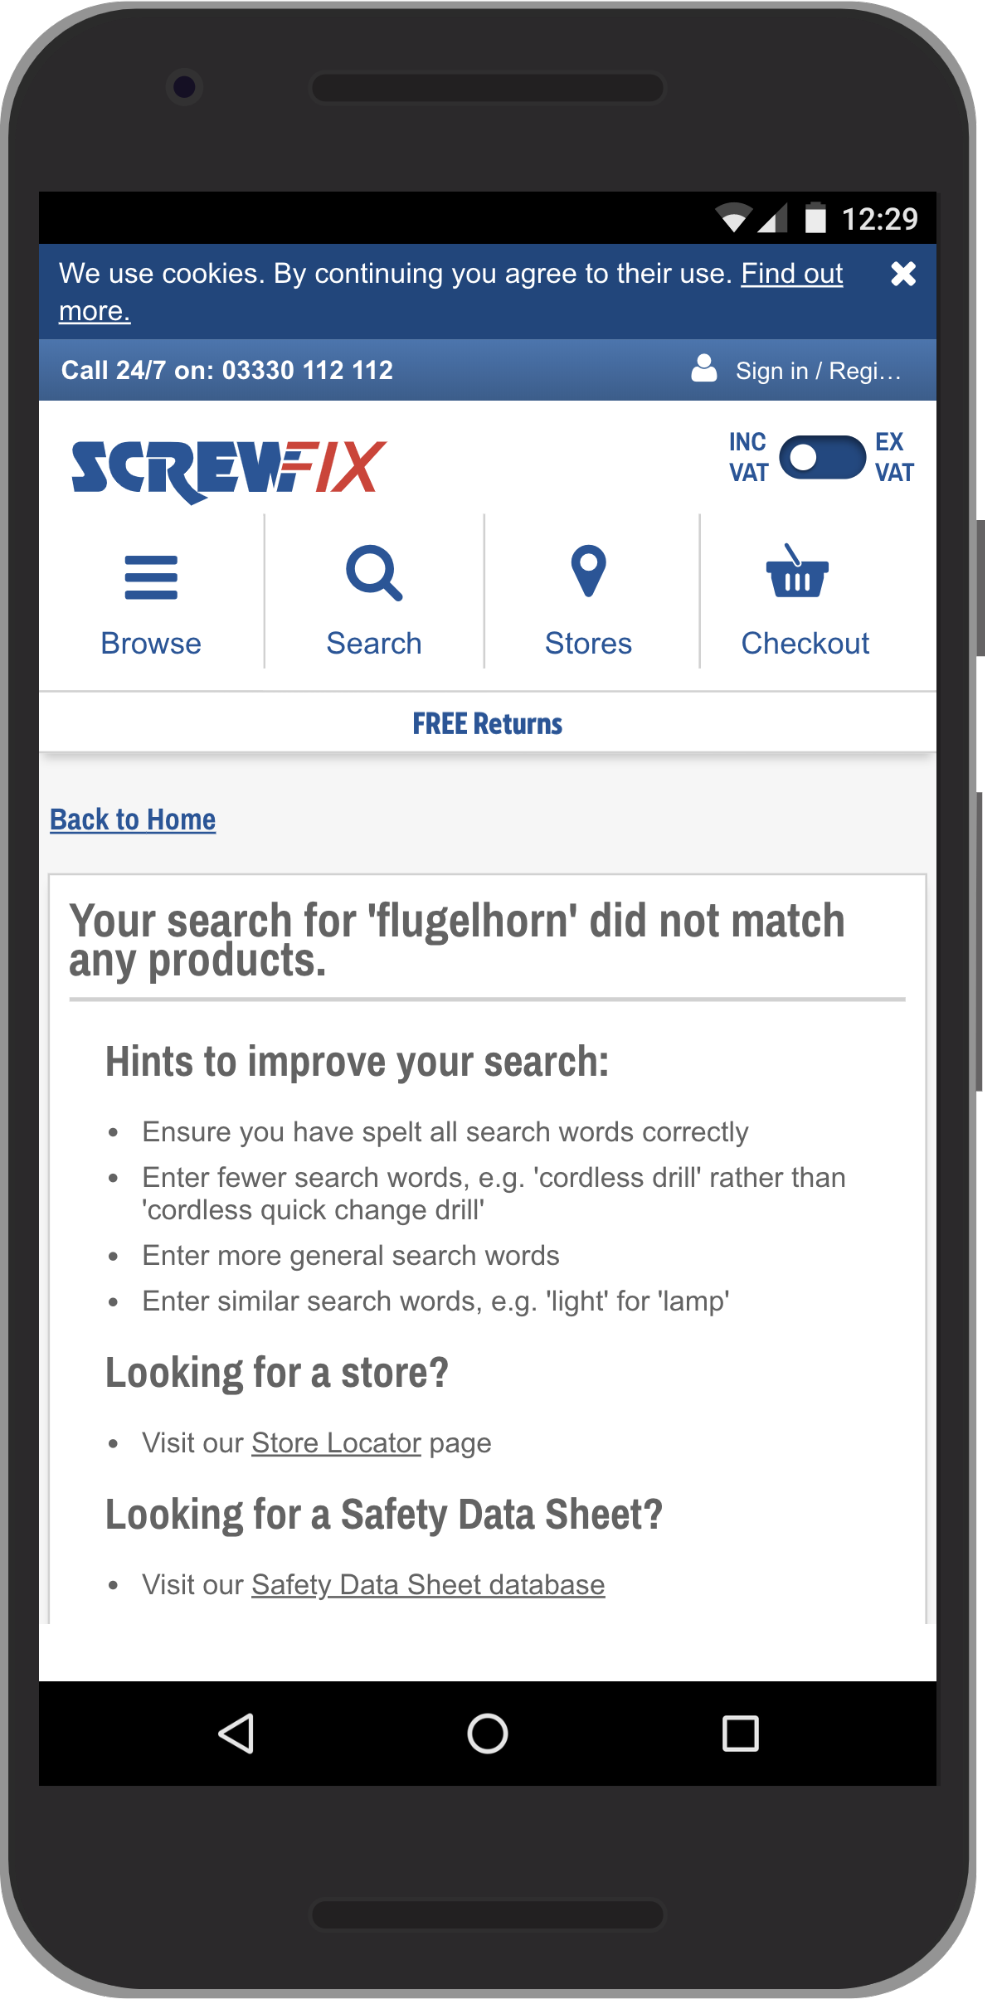 12:29
We use cookies. By continuing you agree to their use. Find out
more.
Call 24/7 on: 03330 112 112
Sign in / Regi...
SCREWFIX
INC
VAT
EX
VAT
Browse
Search
Stores
Checkout
FREE Returns
Back to Home
Your search for 'flugelhorn' did not match
any products.
Hints to improve your search:
• Ensure you have spelt all search words correctly
• Enter fewer search words, e.g. 'cordless drill' rather than
'cordless quick change drill'
• Enter more general search words
• Enter similar search words, e.g. 'light' for 'lamp'
Looking for a store?
• Visit our Store Locator page
Looking for a Safety Data Sheet?
• Visit our Safety Data Sheet database